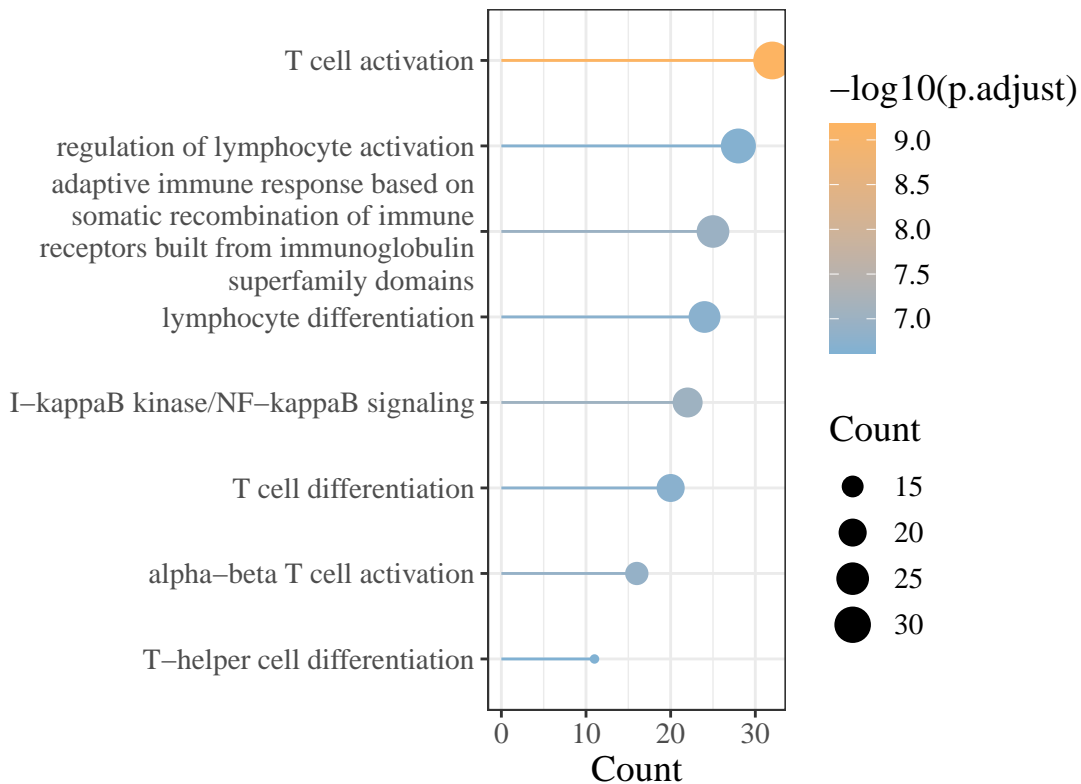 T cell activation
regulation of lymphocyte activation
adaptive immune response based on
somatic recombination of immune
receptors built from immunoglobulin
superfamily domains
lymphocyte differentiation
I−kappaB kinase/NF−kappaB signaling
T cell differentiation
alpha−beta T cell activation
T−helper cell differentiation
0 10 20 30
Count
−log10(p.adjust)
9.0
8.5
8.0
7.5
7.0
Count
15
20
25
30